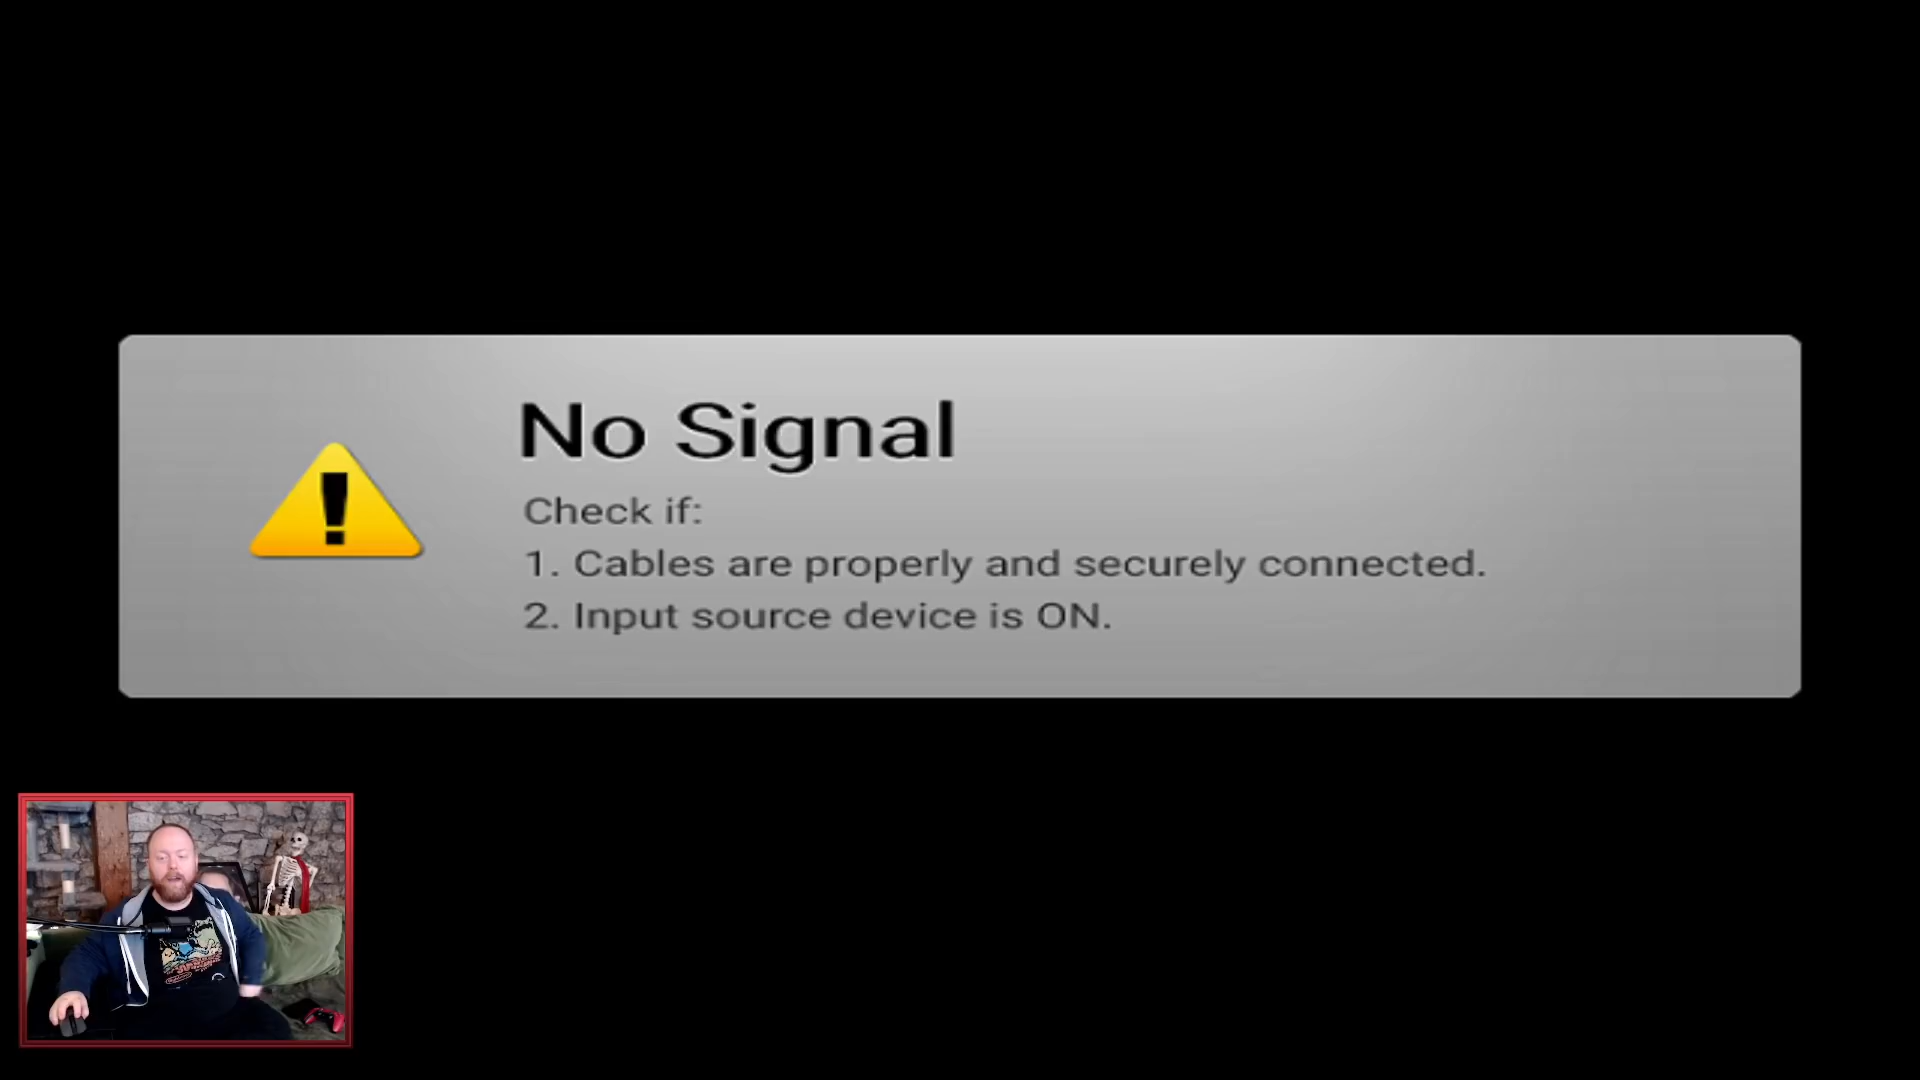 No Signal
Check if:
1. Cables are properly and securely connected.
2. Input source device is ON.